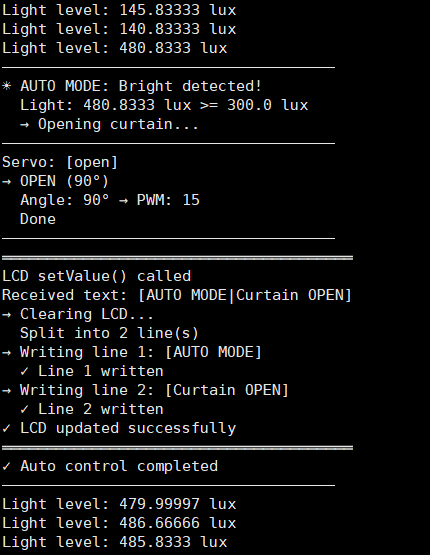 Light level: 145.83333 lux
Light level: 140.83333 lux
Light level: 480.8333 lux
☀ AUTO MODE: Bright detected!
Light: 480.8333 lux >= 300.0 lux
→ Opening curtain...
Servo: [open]
→ OPEN (90°)
Angle: 90° → PWM: 15
Done
LCD setValue() called
Received text: [AUTO MODE|Curtain OPEN]
→ Clearing LCD...
Split into 2 line(s)
→ Writing line 1: [AUTO MODE]
✓ Line 1 written
→ Writing line 2: [Curtain OPEN]
✓ Line 2 written
✓ LCD updated successfully
✓ Auto control completed
Light level: 479.99997 lux
Light level: 486.66666 lux
Light level: 485.8333 lux